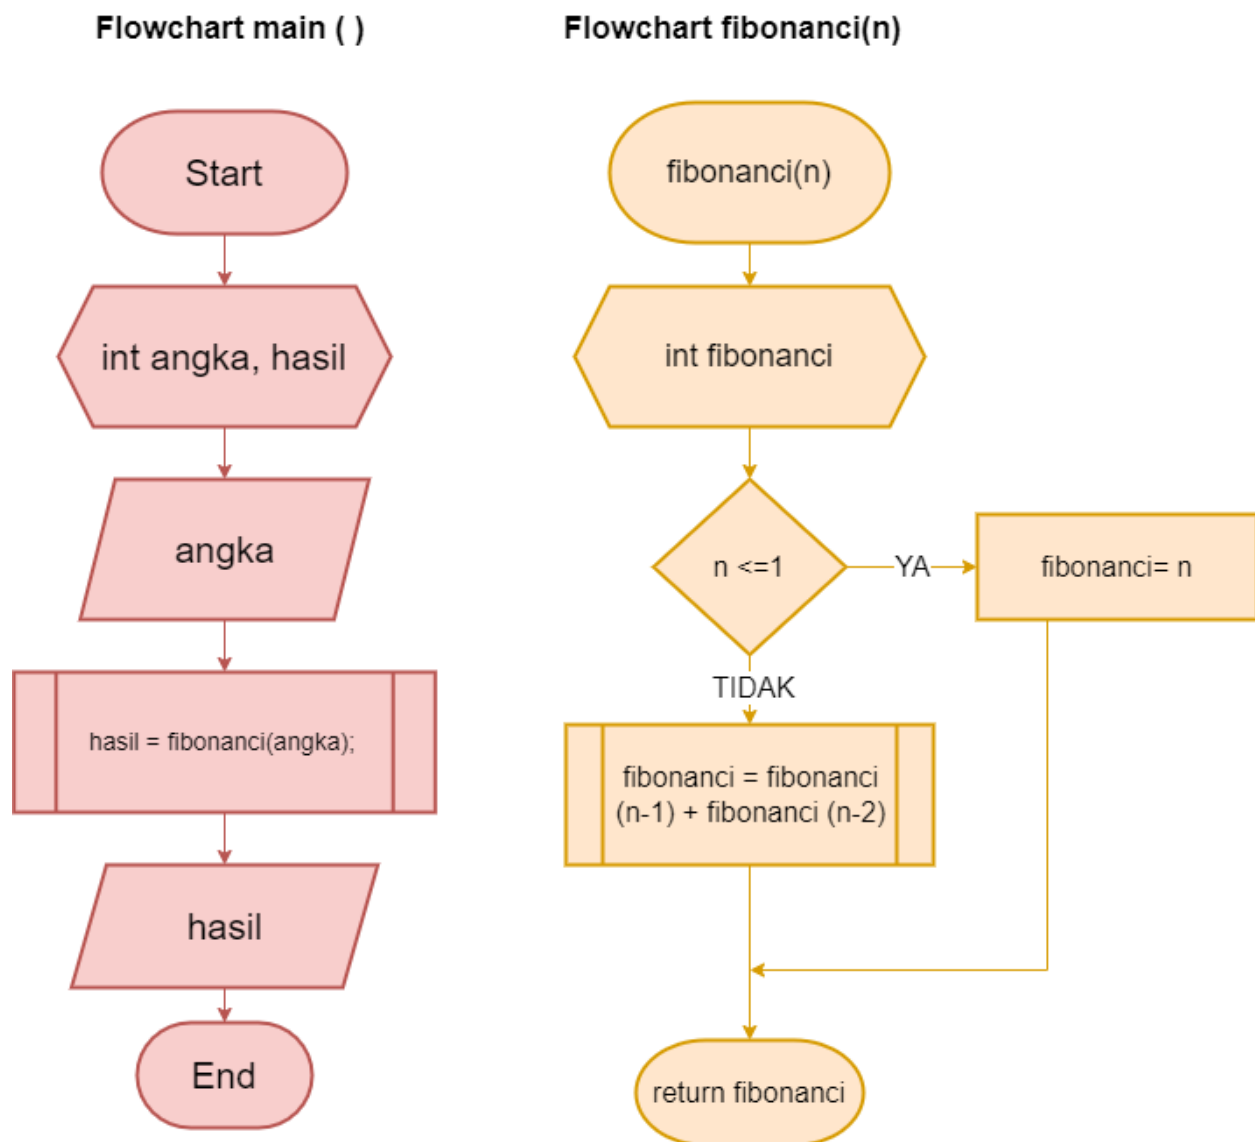 Flowchart main ( )
Start
int angka, hasil
angka
hasil = fibonanci(angka);
hasil
End
Flowchart fibonanci(n)
fibonanci(n)
int fibonanci
n <=1
YA
fibonanci= n
TIDAK
fibonanci = fibonanci
(n-1) + fibonanci (n-2)
return fibonanci